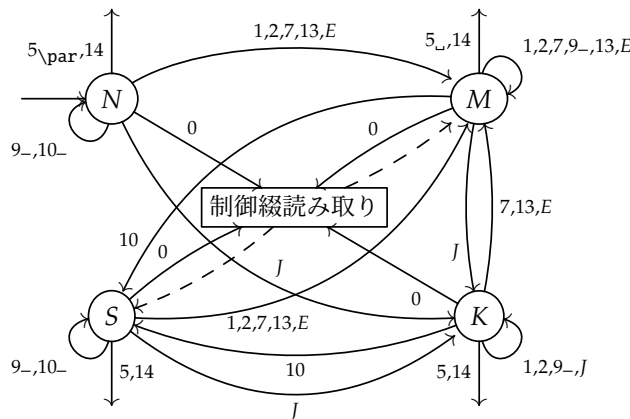 1,2,7,13,E
5\par,14
5␣,14
1,2,7,9–,13,E
N
M
0
0
9–,10–
制御綴読み取り
7,13,E
10
0
J
J
0
S
1,2,7,13,E
K
9–,10–
5,14
10
5,14
1,2,9–,J
J